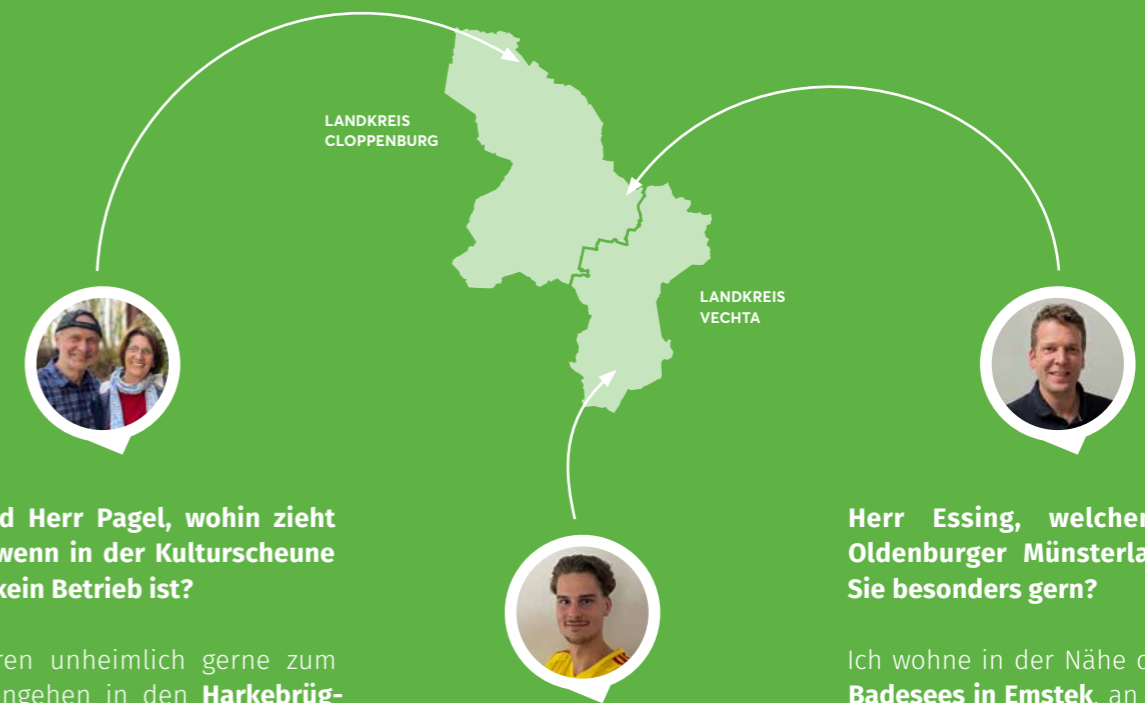 LANDKREIS
CLOPPENBURG
LANDKREIS
VECHTA
d Herr Pagel, wohin zieht
wenn in der Kulturscheune
kein Betrieb ist?
ren unheimlich gerne zum
ngehen in den Harkebrüg-
Herr Essing, welchen
Oldenburger Münsterla
Sie besonders gern?
Ich wohne in der Nähe d
Badesees in Emstek, an